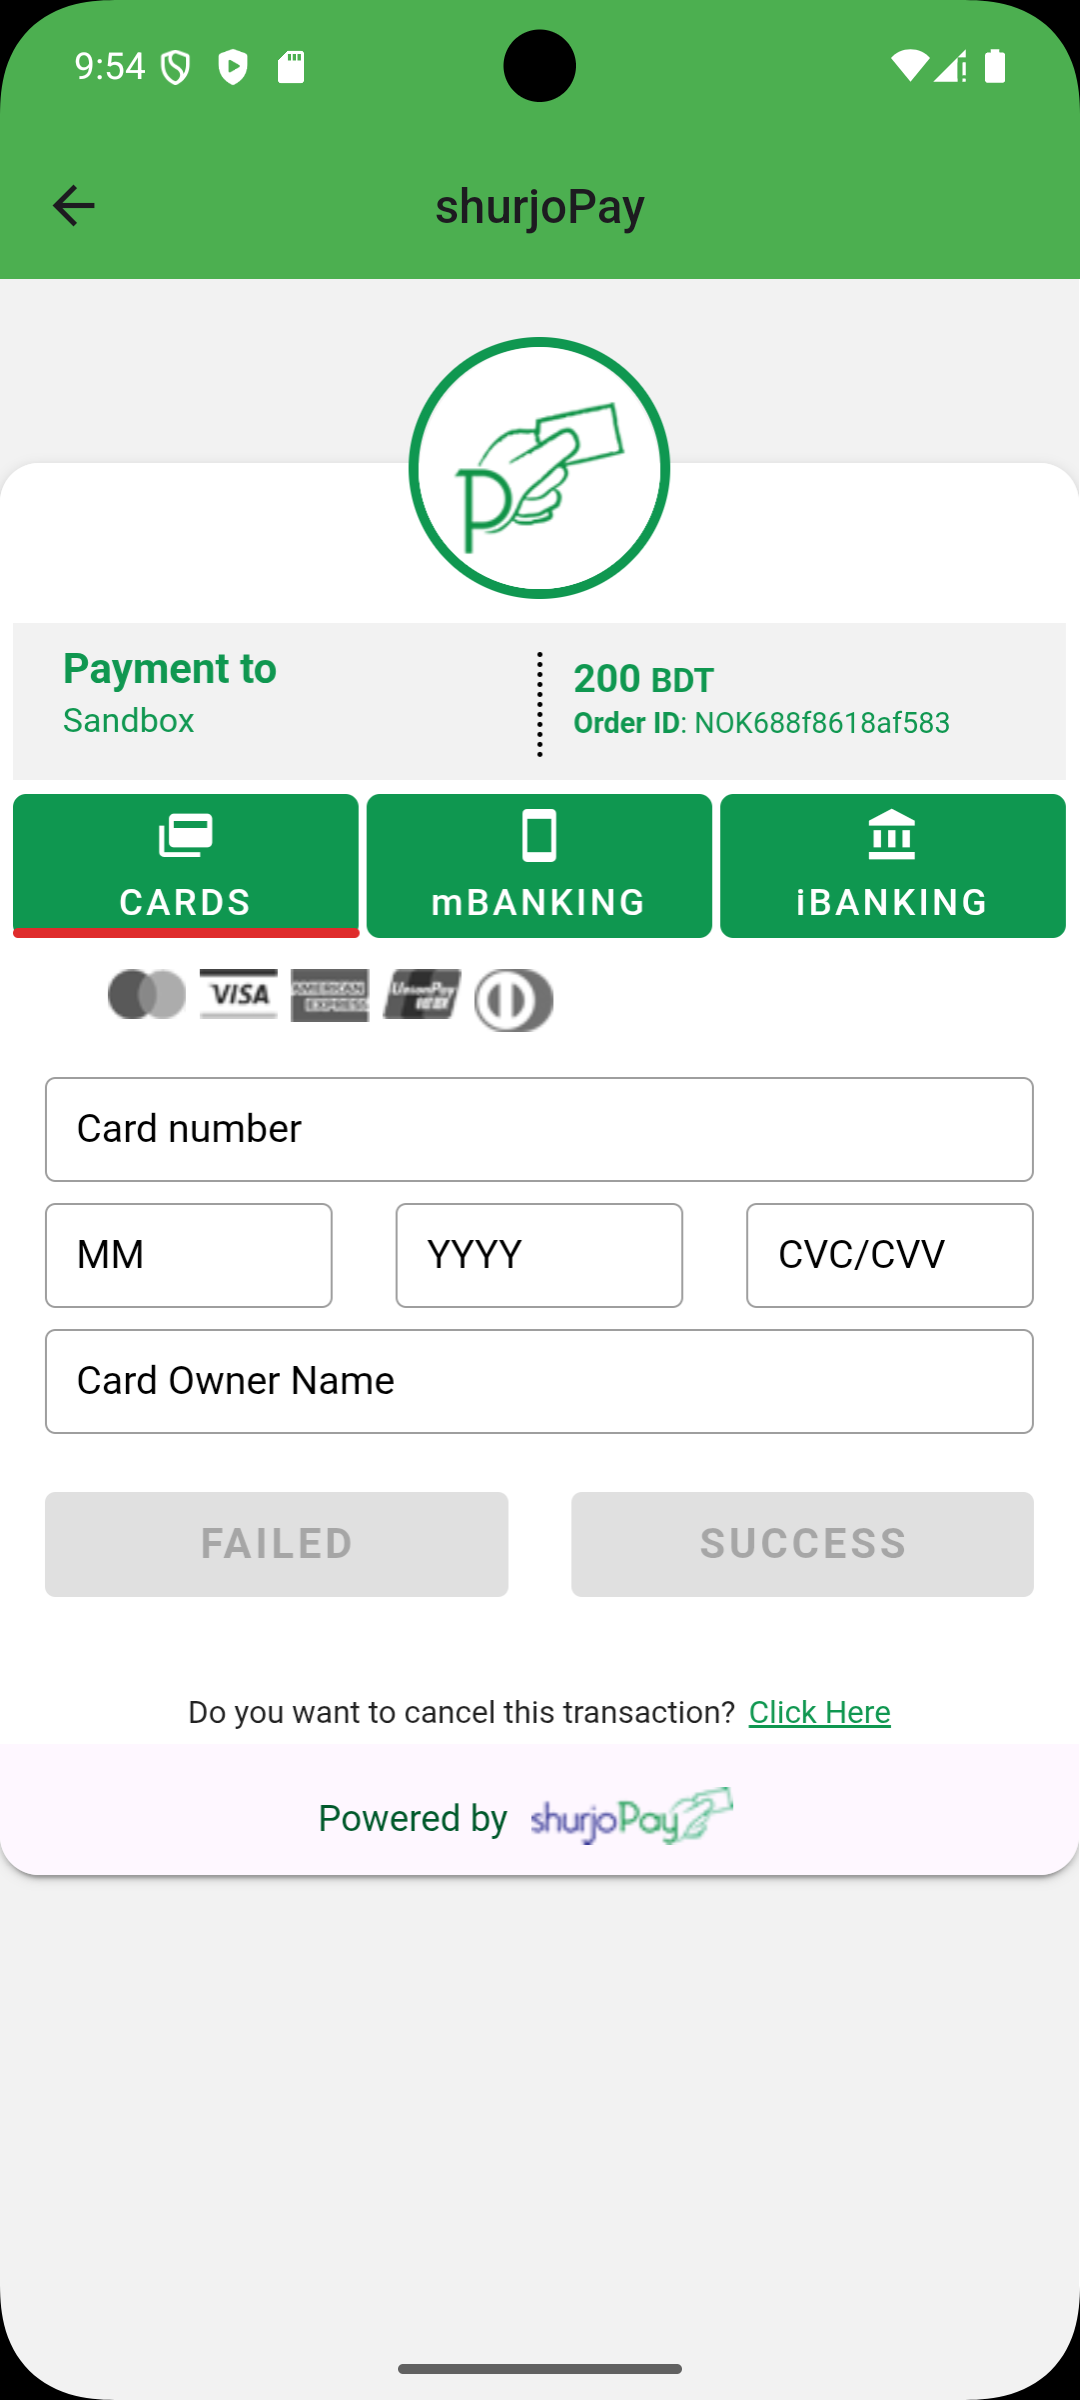 9:54
shurjoPay
Payment to
Sandbox
200 BDT
Order ID: NOK688f8618af583
CARDS
mBANKING
iBANKING
VISA
AMERICAN EXPRESS
UnionPay
Card number
MM
YYYY
CVC/CVV
Card Owner Name
FAILED
SUCCESS
Do you want to cancel this transaction? Click Here
Powered by shurjoPay